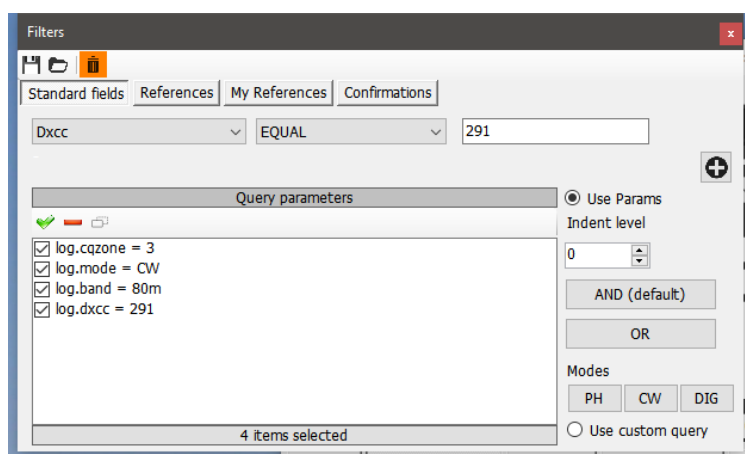 Filters
x
Standard fields References My References Confirmations
Dxcc EQUAL 291
Query parameters
Use Params
Indent level
log.cqzone = 3
log.mode = CW
log.band = 80m
log.dxcc = 291
0
AND (default)
OR
Modes
PH CW DIG
Use custom query
4 items selected